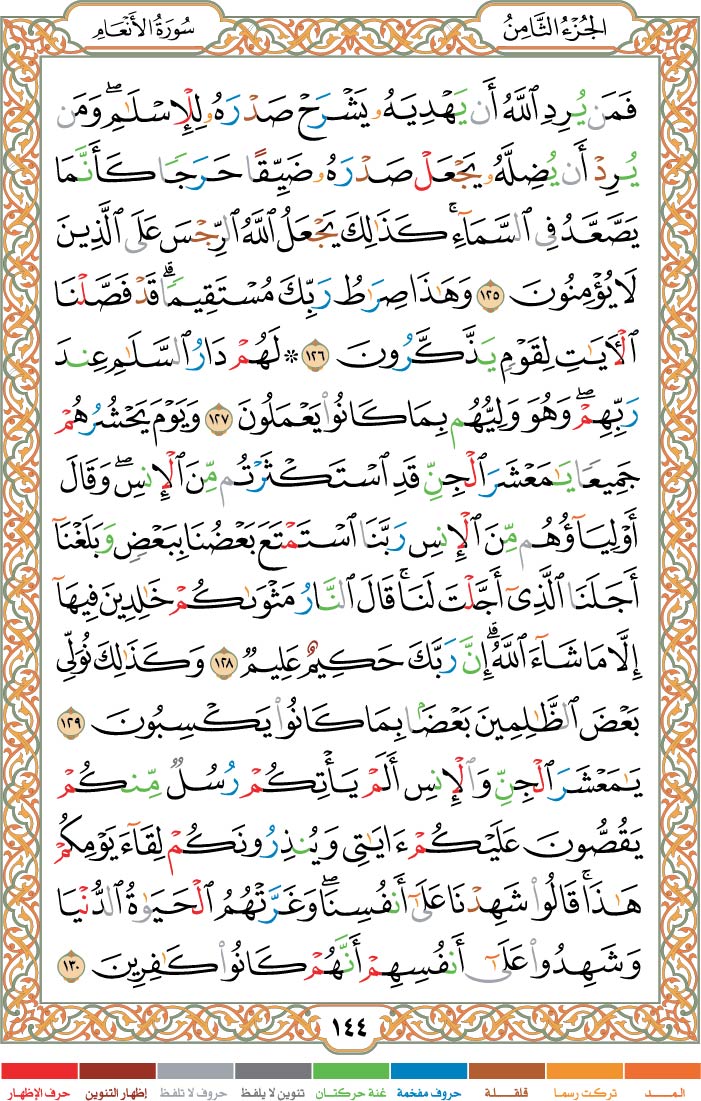 الجُزْءُ الثَّامِنُ
سُورَةُ الأَنْعَام
فَمَن يُرِدِ ٱللَّهُ أَن يَهْدِيَهُۥ يَشْرَحْ صَدْرَهُۥ لِلْإِسْلَٰمِۖ وَمَن
يُرِدْ أَن يُضِلَّهُۥ يَجْعَلْ صَدْرَهُۥ ضَيِّقًا حَرَجًا كَأَنَّمَا
يَصَّعَّدُ فِي ٱلسَّمَآءِۚ كَذَٰلِكَ يَجْعَلُ ٱللَّهُ ٱلرِّجْسَ عَلَى ٱلَّذِينَ
لَا يُؤْمِنُونَ ١٢٥ وَهَٰذَا صِرَٰطُ رَبِّكَ مُسْتَقِيمًاۗ قَدْ فَصَّلْنَا
ٱلْأٓيَٰتِ لِقَوْمٍ يَذَّكَّرُونَ ١٢٦ ۞ لَهُمْ دَارُ ٱلسَّلَٰمِ عِندَ
رَبِّهِمْۖ وَهُوَ وَلِيُّهُم بِمَا كَانُوا۟ يَعْمَلُونَ ١٢٧ وَيَوْمَ يَحْشُرُهُمْ
جَمِيعًا يَٰمَعْشَرَ ٱلْجِنِّ قَدِ ٱسْتَكْثَرْتُم مِّنَ ٱلْإِنسِۖ وَقَالَ
أَوْلِيَآؤُهُم مِّنَ ٱلْإِنسِ رَبَّنَا ٱسْتَمْتَعَ بَعْضُنَا بِبَعْضٍ وَبَلَغْنَآ
أَجَلَنَا ٱلَّذِىٓ أَجَّلْتَ لَنَاۚ قَالَ ٱلنَّارُ مَثْوَىٰكُمْ خَٰلِدِينَ فِيهَآ
إِلَّا مَا شَآءَ ٱللَّهُۗ إِنَّ رَبَّكَ حَكِيمٌ عَلِيمٌ ١٢٨ وَكَذَٰلِكَ نُوَلِّى
بَعْضَ ٱلظَّٰلِمِينَ بَعْضًۢا بِمَا كَانُوا۟ يَكْسِبُونَ ١٢٩
يَٰمَعْشَرَ ٱلْجِنِّ وَٱلْإِنسِ أَلَمْ يَأْتِكُمْ رُسُلٌ مِّنكُمْ
يَقُصُّونَ عَلَيْكُمْ ءَايَٰتِى وَيُنذِرُونَكُمْ لِقَآءَ يَوْمِكُمْ
هَٰذَاۚ قَالُوا۟ شَهِدْنَا عَلَىٰٓ أَنفُسِنَاۖ وَغَرَّتْهُمُ ٱلْحَيَوٰةُ ٱلدُّنْيَا
وَشَهِدُوا۟ عَلَىٰٓ أَنفُسِهِمْ أَنَّهُمْ كَانُوا۟ كَٰفِرِينَ ١٣٠
١٤٤
المــد تركت رسما قلقلة حروف مفخمة غنة حركتان تنوين لا يلفظ حروف لا تلفظ إظهار التنوين حرف الإظهار